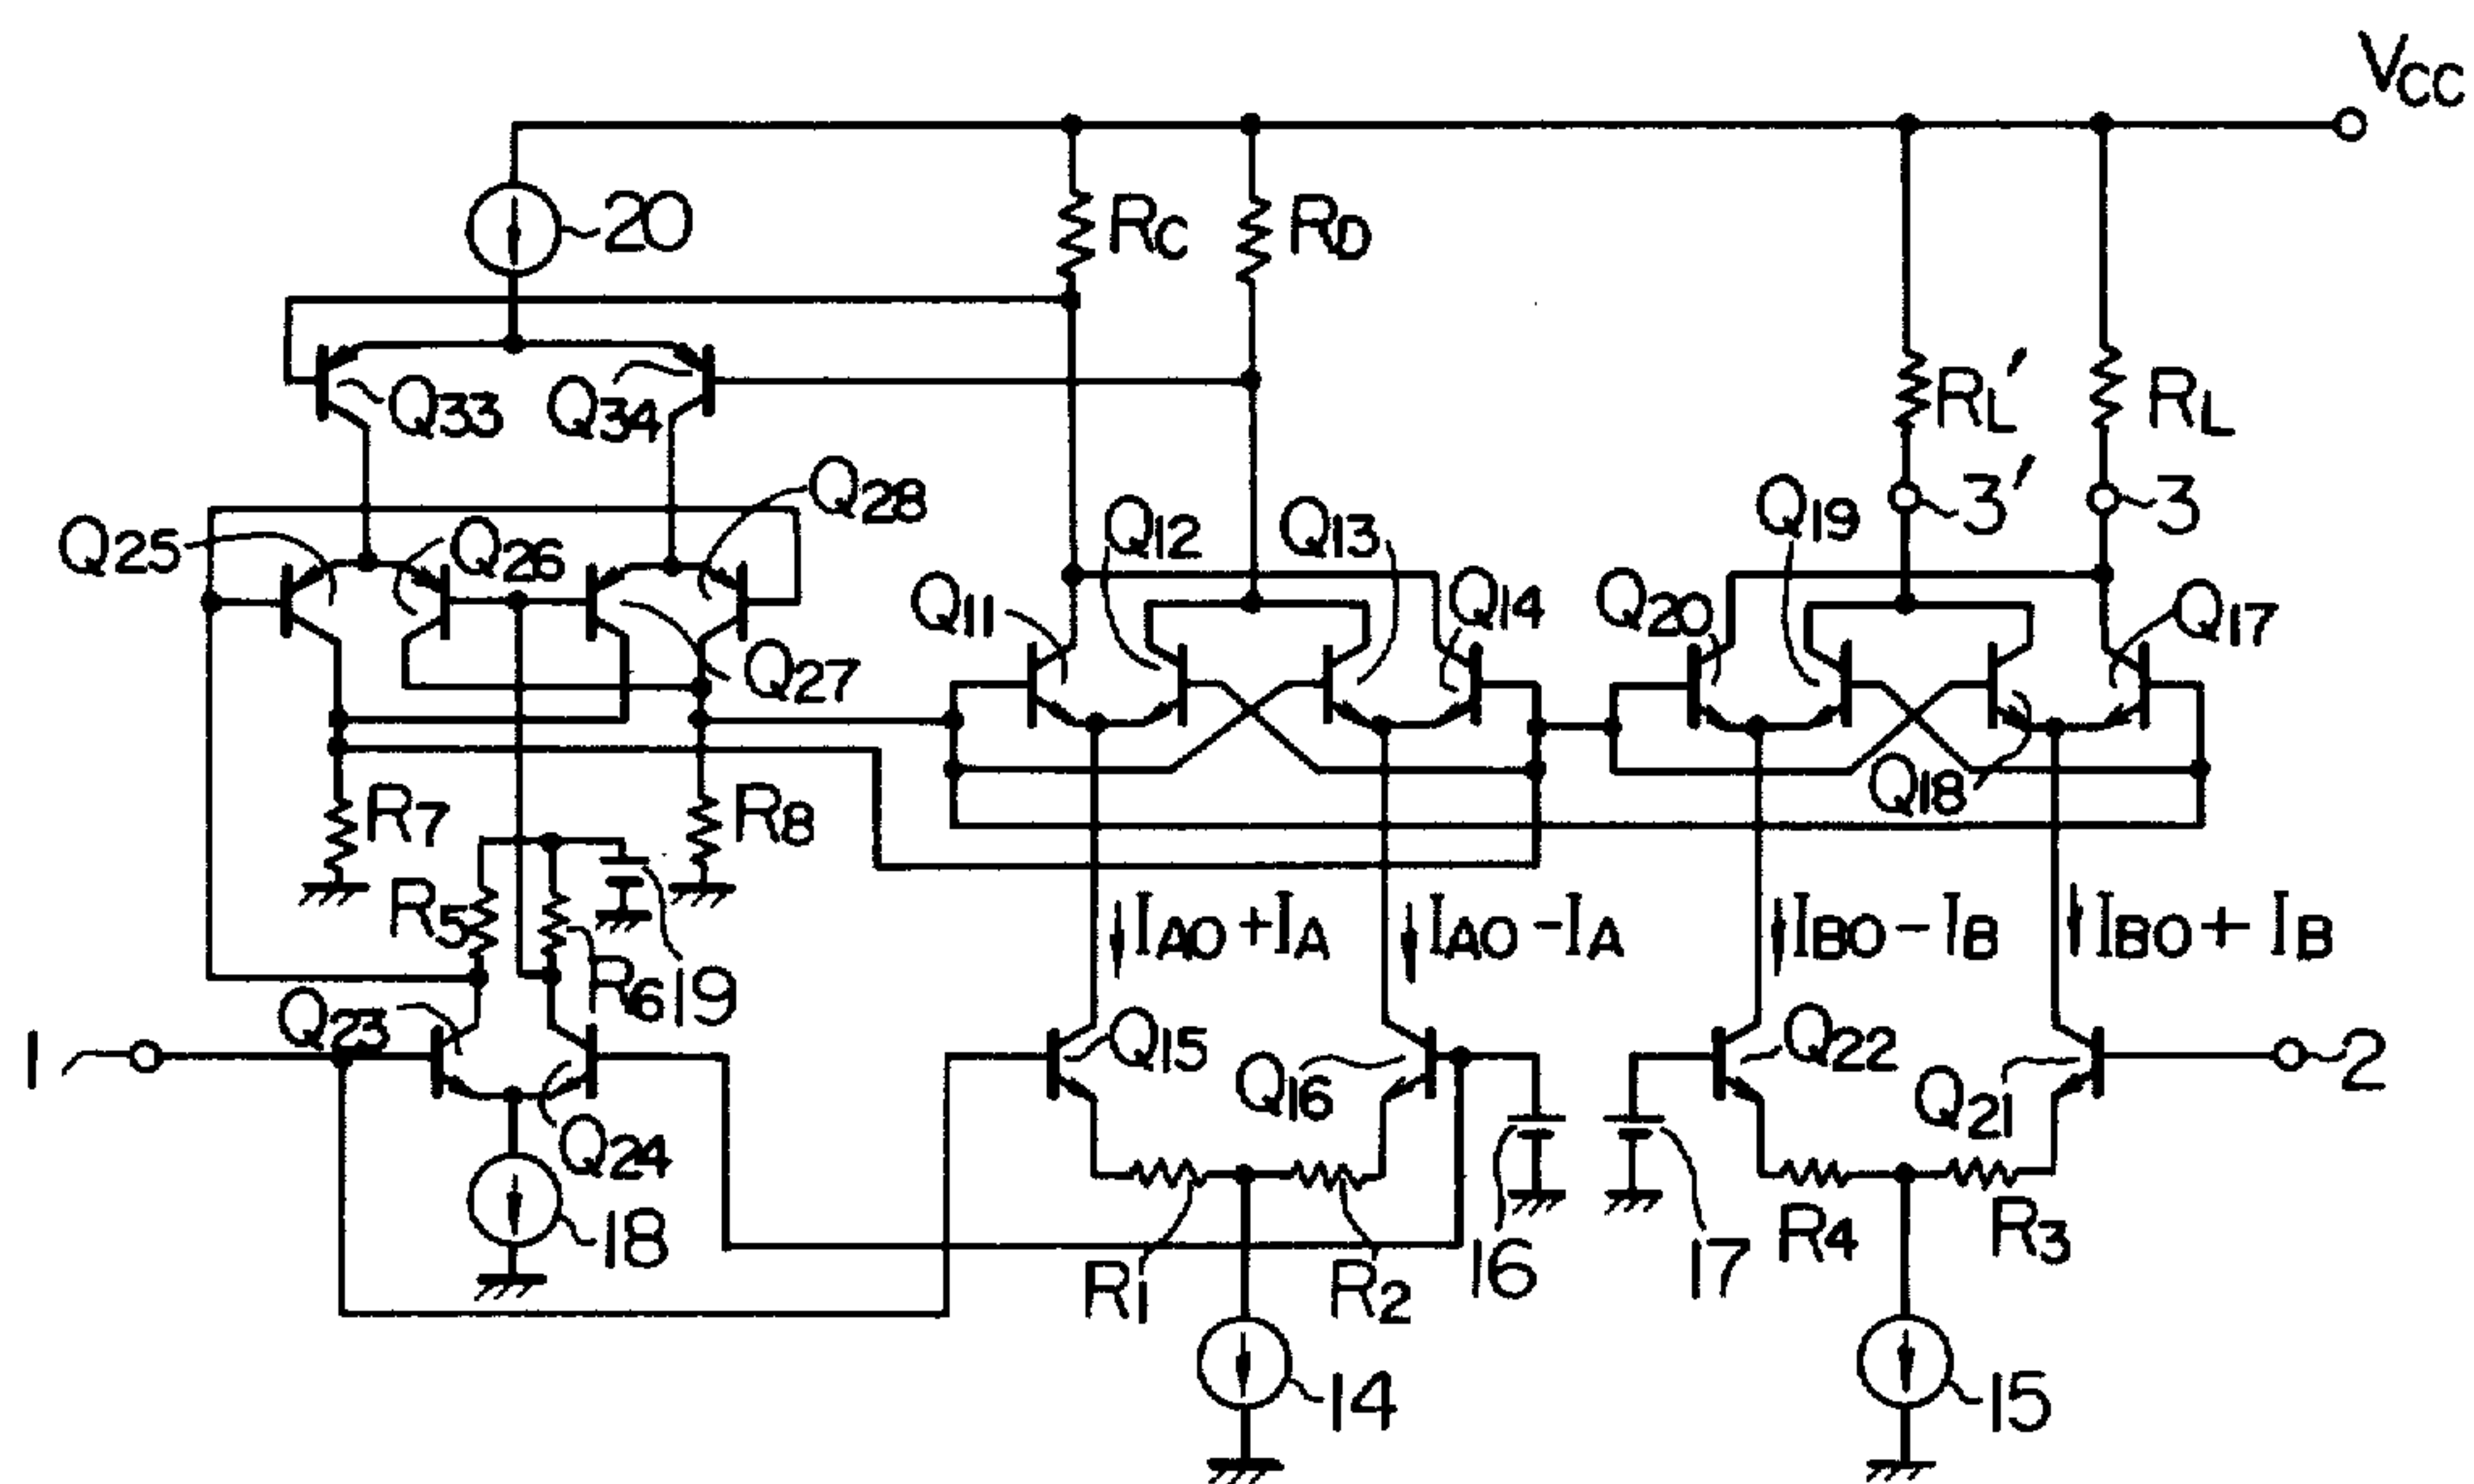 VCC
20
RC
RD
Q33
Q34
RL'
RL
3'
3
Q28
Q25
Q26
Q12
Q13
Q19
Q11
Q14
Q20
Q17
Q27
Q18
R7
R8
R5
R6
19
IAO+IA
IAO-IA
IBO-IB
IBO+IB
Q23
1
Q15
Q16
Q22
Q21
2
Q24
18
R1
R2
16
17
R4
R3
14
15